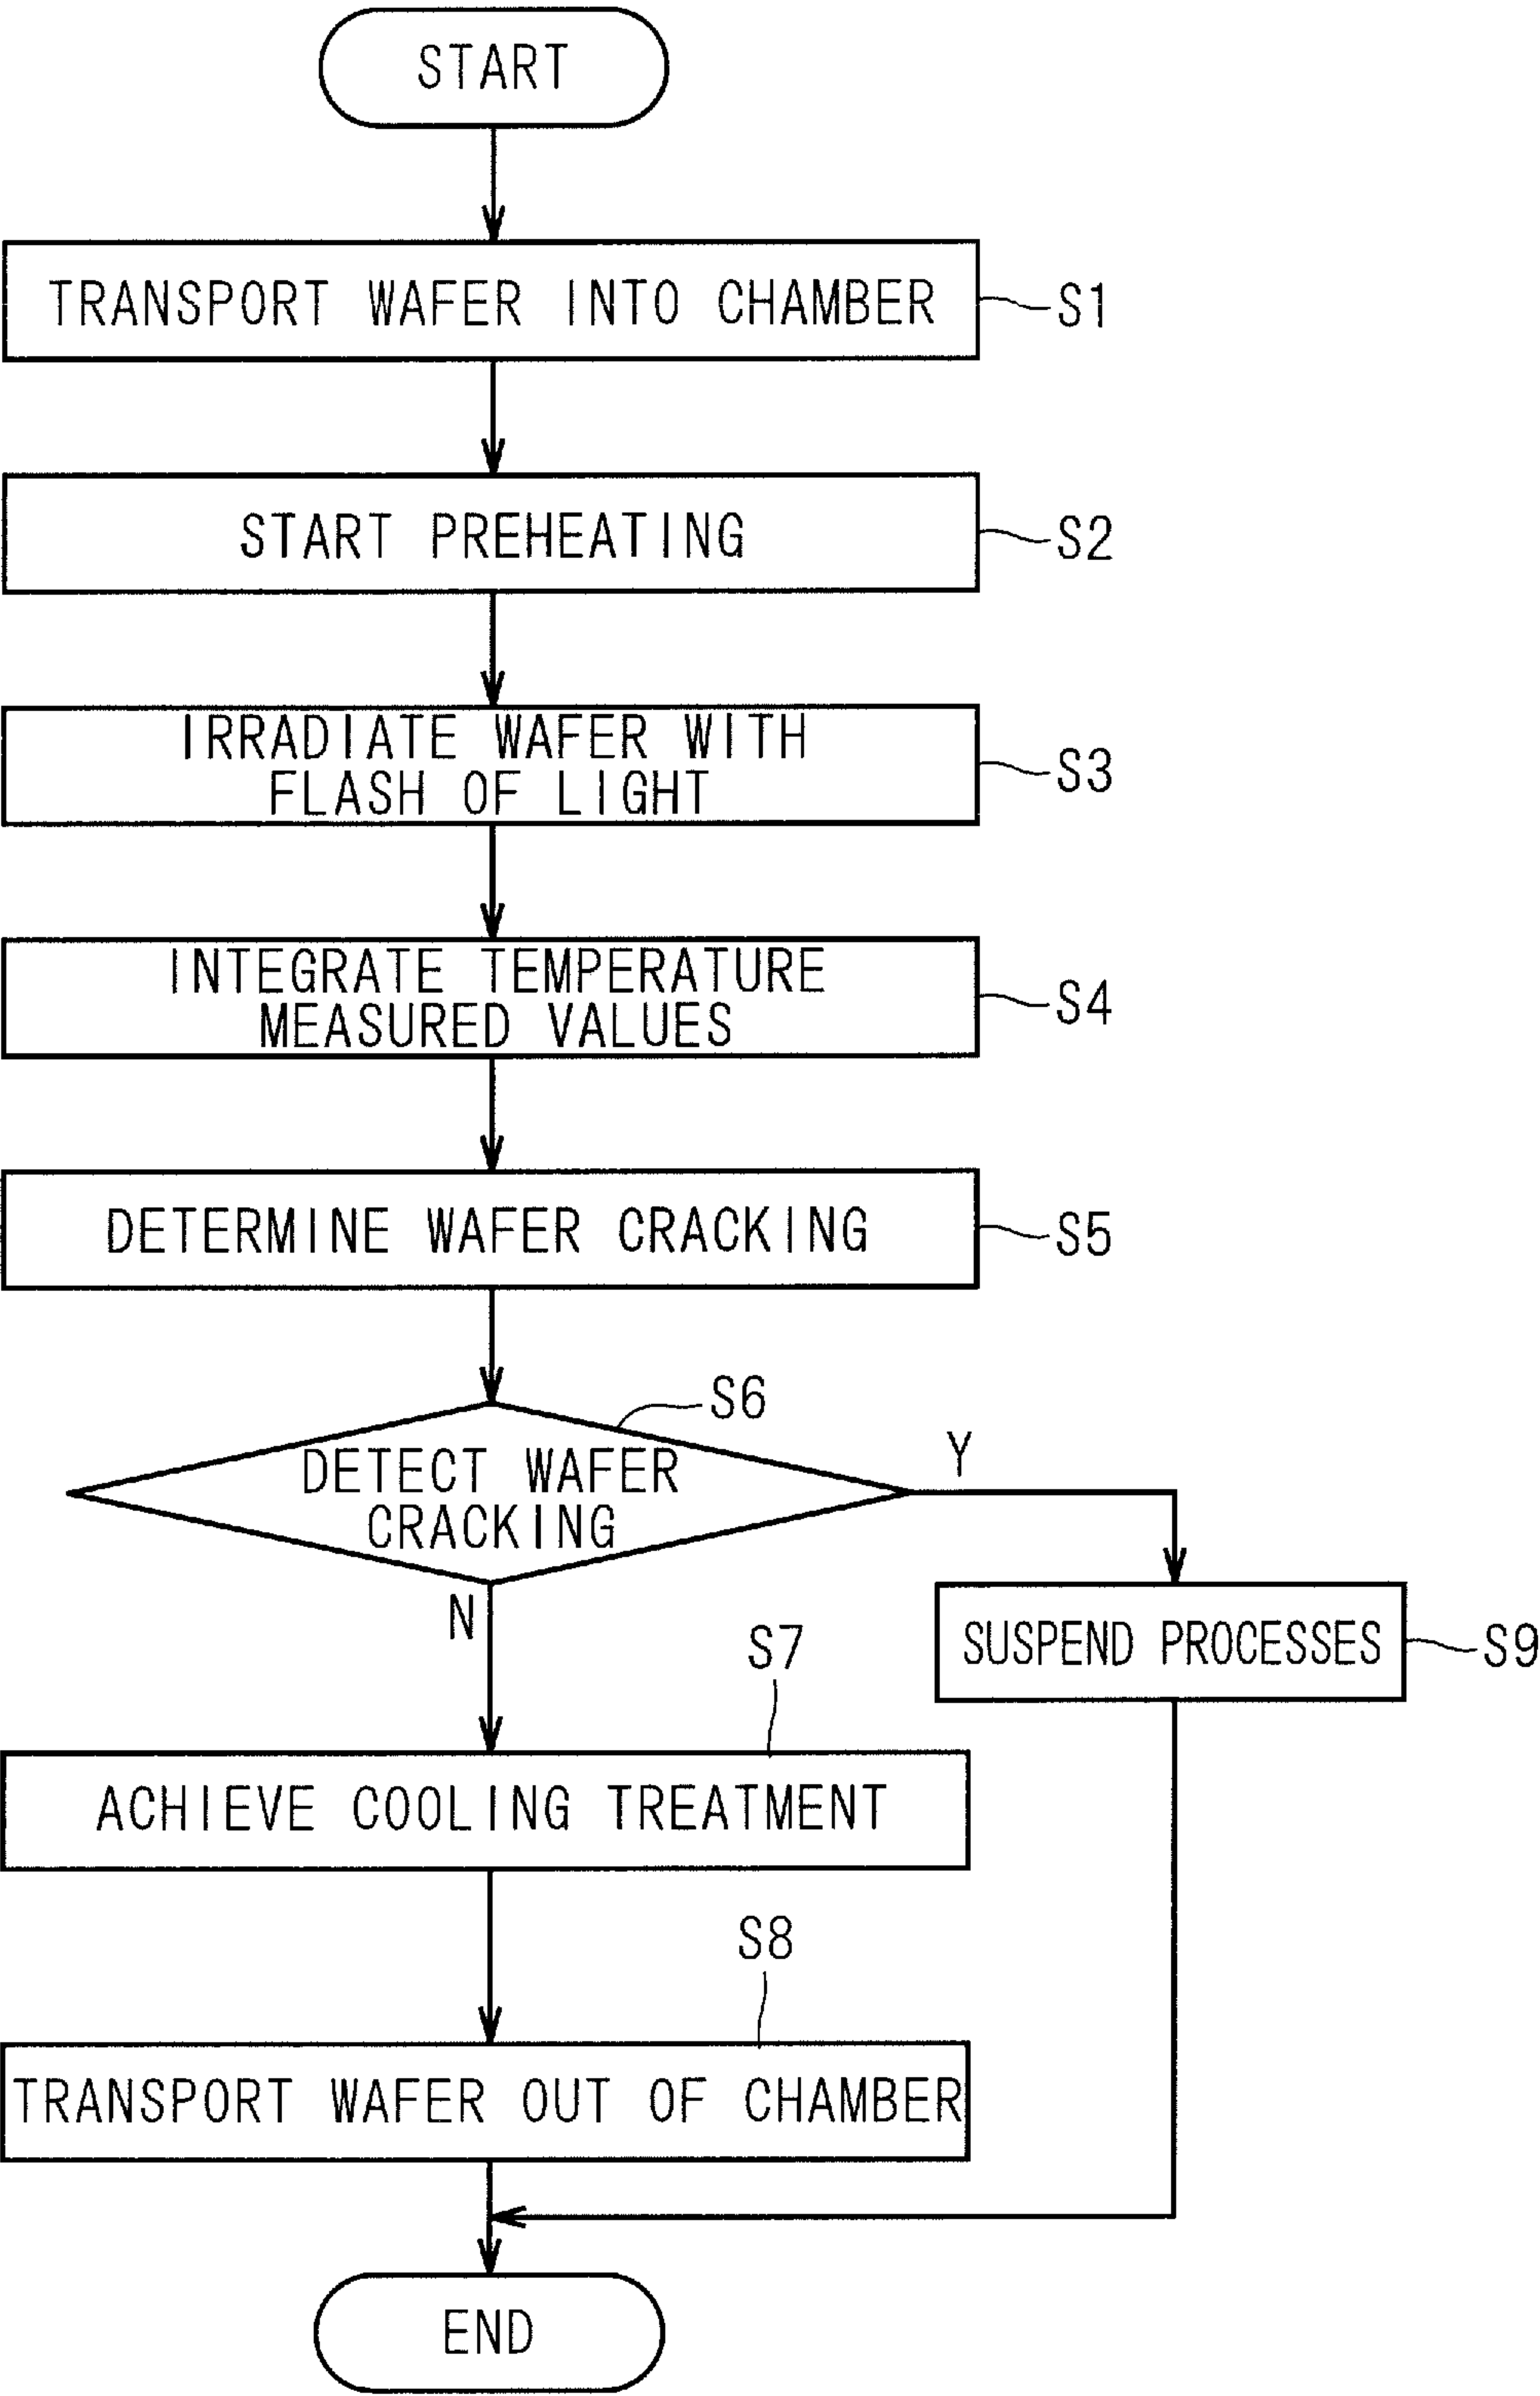 START
TRANSPORT WAFER INTO CHAMBER
S1
START PREHEATING
S2
IRRADIATE WAFER WITH
FLASH OF LIGHT
S3
INTEGRATE TEMPERATURE
MEASURED VALUES
S4
DETERMINE WAFER CRACKING
S5
S6
DETECT WAFER
CRACKING
Y
N
SUSPEND PROCESSES
S9
S7
ACHIEVE COOLING TREATMENT
S8
TRANSPORT WAFER OUT OF CHAMBER
END